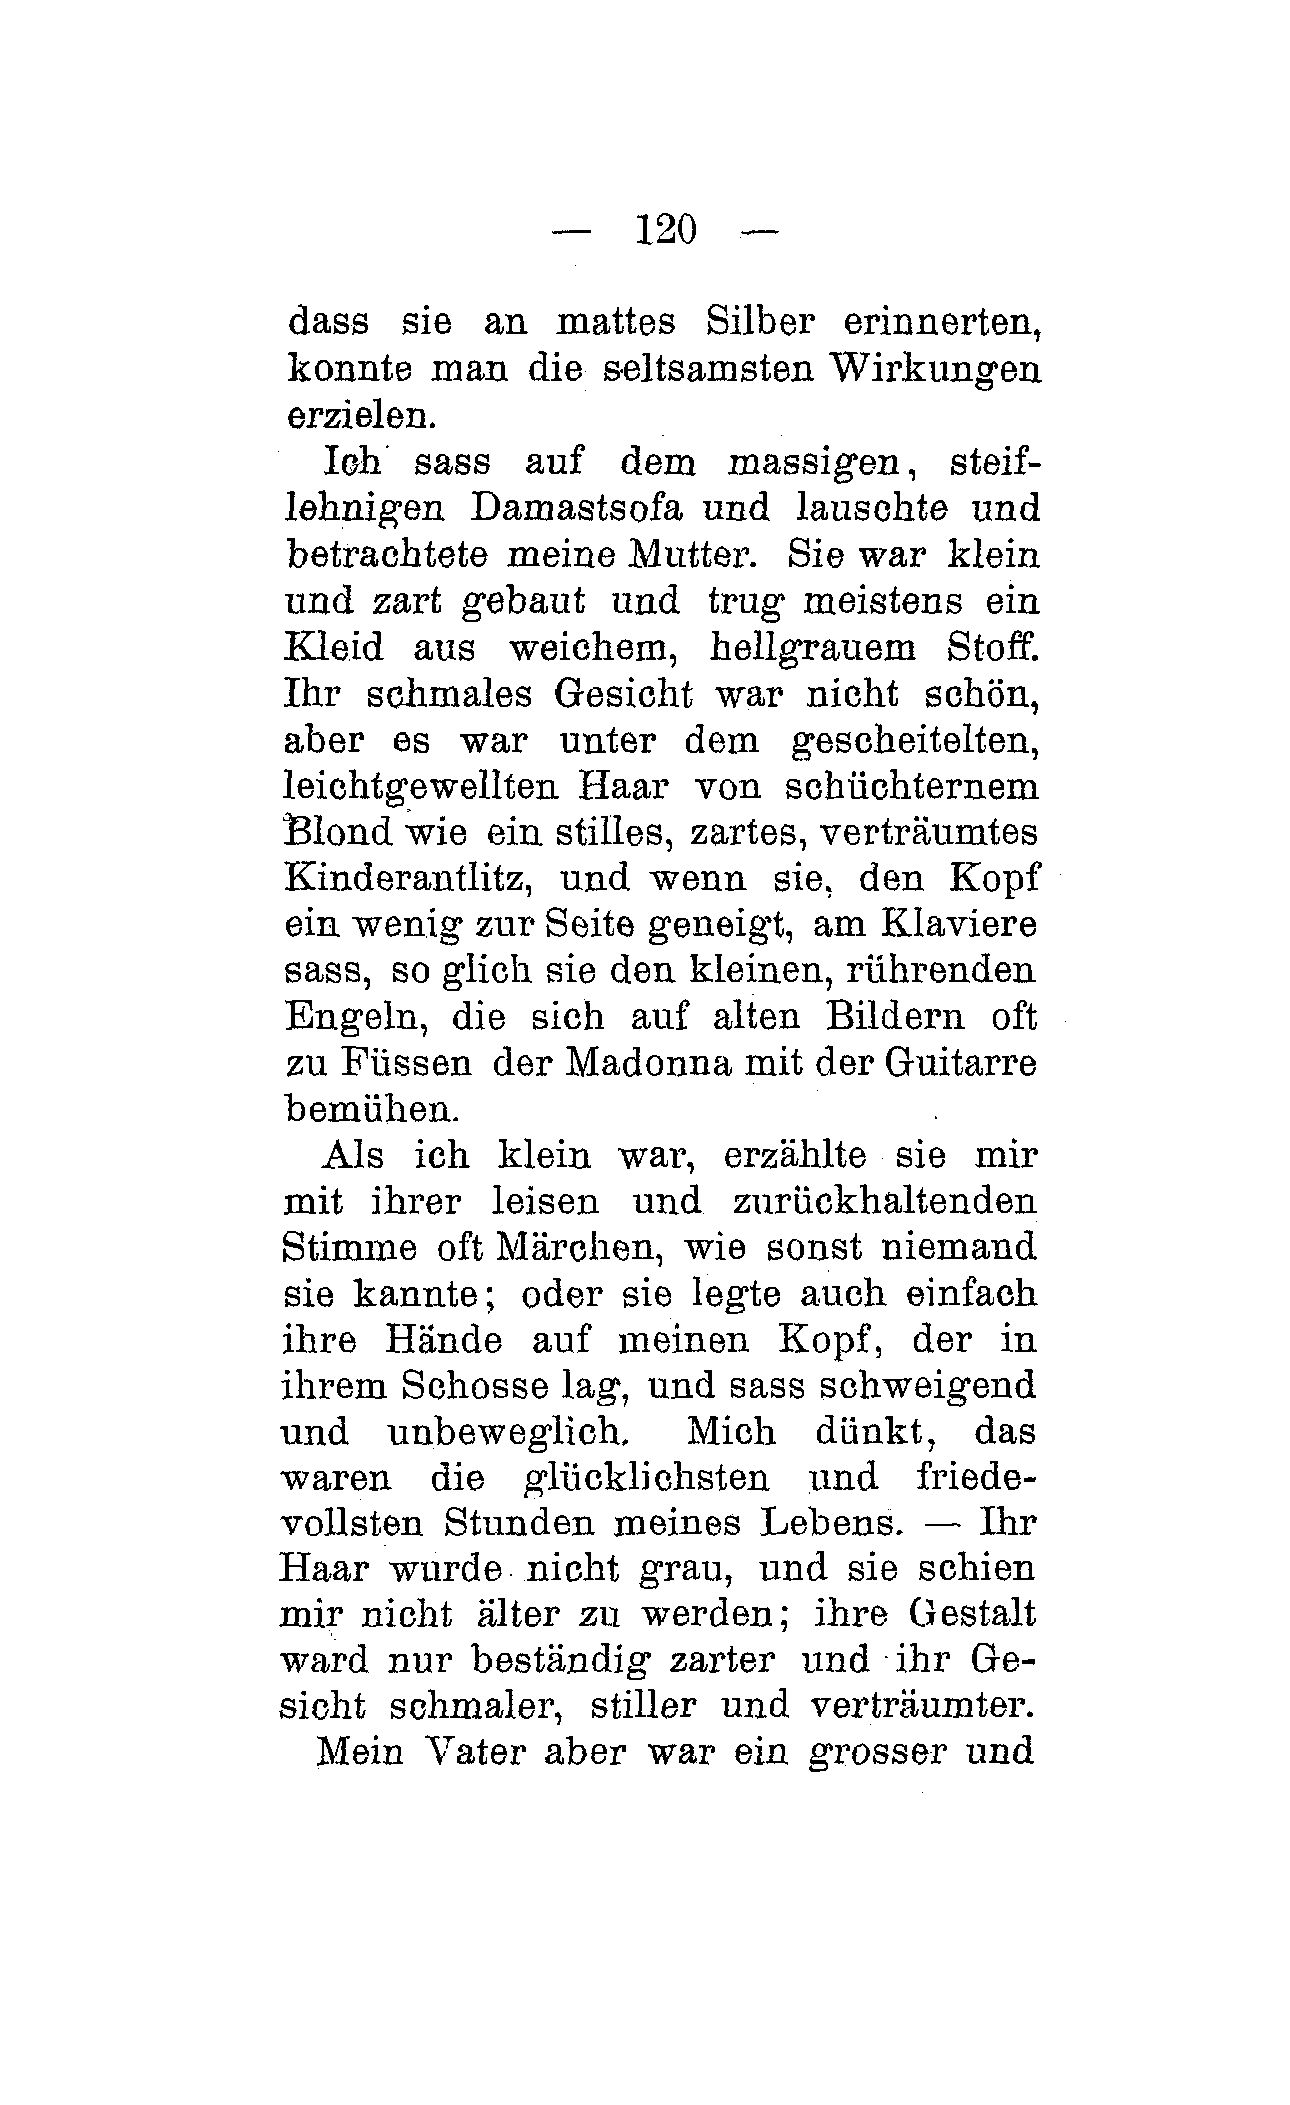 — 120 —
dass sie an mattes Silber erinnerten,
konnte man die seltsamsten Wirkungen
erzielen.
Ich sass auf dem massigen, steif-
lehnigen Damastsofa und lauschte und
betrachtete meine Mutter. Sie war klein
und zart gebaut und trug meistens ein
Kleid aus weichem, hellgrauem Stoff.
Ihr schmales Gesicht war nicht schön,
aber es war unter dem gescheitelten,
leichtgewellten Haar von schüchternem
Blond wie ein stilles, zartes, verträumtes
Kinderantlitz, und wenn sie, den Kopf
ein wenig zur Seite geneigt, am Klaviere
sass, so glich sie den kleinen, rührenden
Engeln, die sich auf alten Bildern oft
zu Füssen der Madonna mit der Guitarre
bemühen.
Als ich klein war, erzählte sie mir
mit ihrer leisen und zurückhaltenden
Stimme oft Märchen, wie sonst niemand
sie kannte; oder sie legte auch einfach
ihre Hände auf meinen Kopf, der in
ihrem Schosse lag, und sass schweigend
und unbeweglich. Mich dünkt, das
waren die glücklichsten und friede-
vollsten Stunden meines Lebens. — Ihr
Haar wurde nicht grau, und sie schien
mir nicht älter zu werden; ihre Gestalt
ward nur beständig zarter und ihr Ge-
sicht schmaler, stiller und verträumter.
Mein Vater aber war ein grosser und